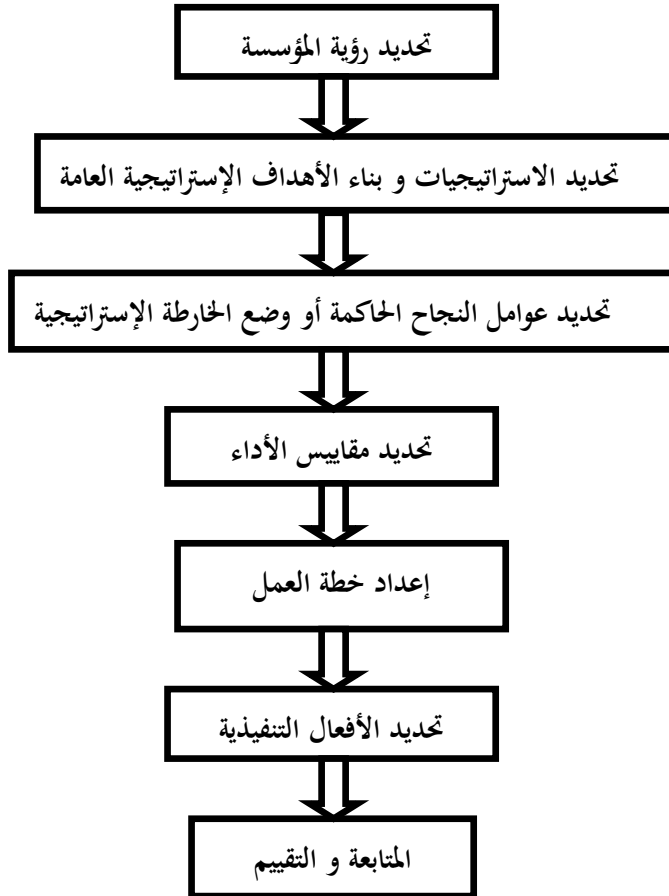 تحديد رؤية المؤسسة
تحديد الاستراتيجيات و بناء الأهداف الإستراتيجية العامة
تحديد عوامل النجاح الحاكمة أو وضع الخارطة الإستراتيجية
تحديد مقاييس الأداء
إعداد خطة العمل
تحديد الأفعال التنفيذية
المتابعة و التقييم